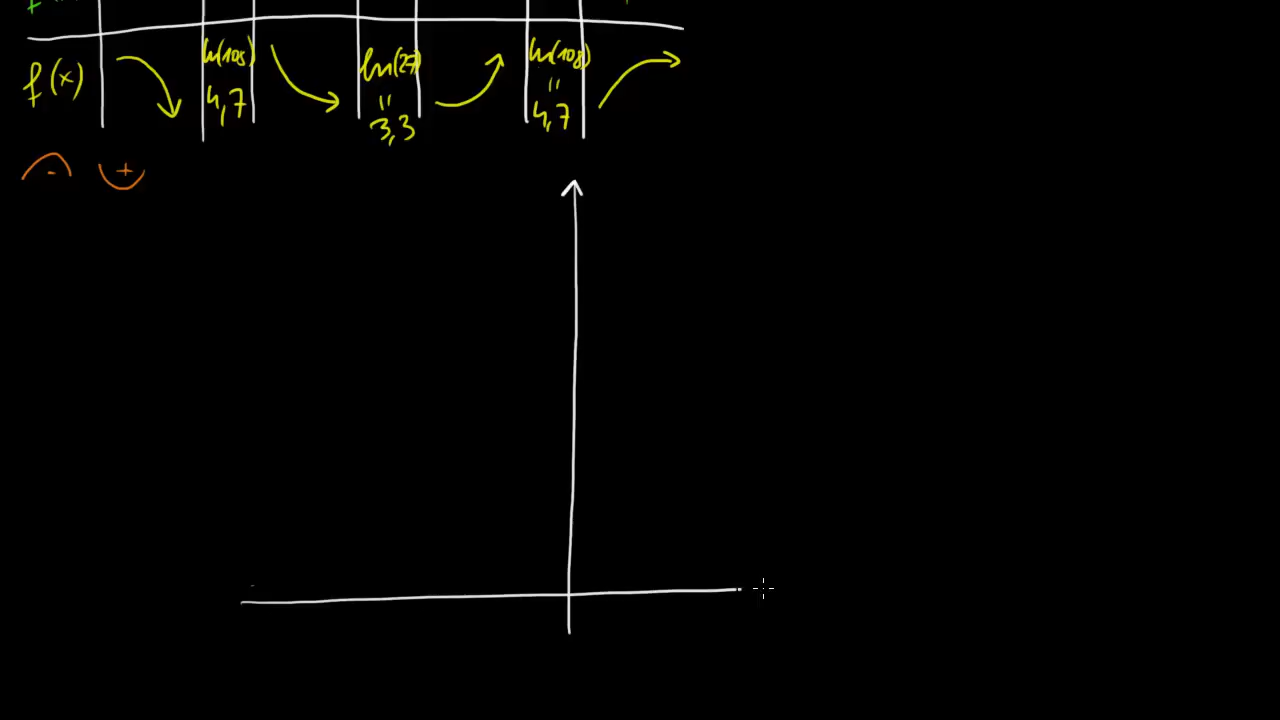 ln(108) ln(27) ln(108)
f(x) 4,7 = 3,3 = 4,7
- +